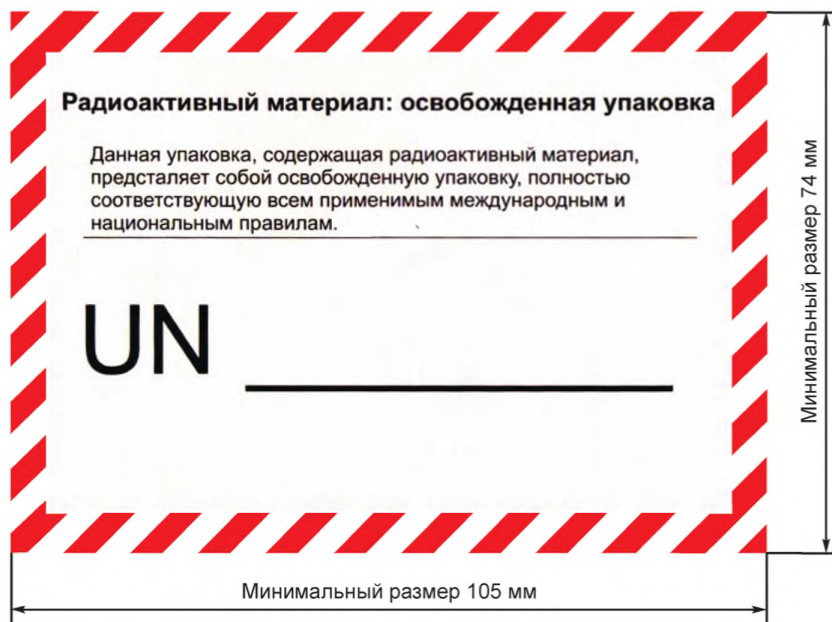 Радиоактивный материал: освобожденная упаковка
Данная упаковка, содержащая радиоактивный материал,
предсталяет собой освобожденную упаковку, полностью
соответствующую всем применимым международным и
национальным правилам.
UN
Минимальный размер 74 мм
Минимальный размер 105 мм